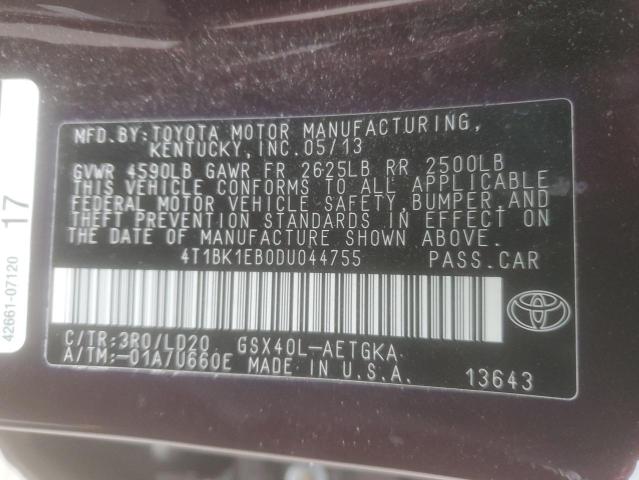 MFD.BY:TOYOTA MOTOR MANUFACTURING,
KENTUCKY, INC. 05/13
GVWR 4590LB GAWR FR 2625LB RR 2500LB
THIS VEHICLE CONFORMS TO ALL APPLICABLE
FEDERAL MOTOR VEHICLE SAFETY, BUMPER, AND
THEFT PREVENTION STANDARDS IN EFFECT ON
THE DATE OF MANUFACTURE SHOWN ABOVE.
4T1BK1EB0DU044755 PASS.CAR
C/TR:3R0/LD20 GSX40L-AETGKA
A/TM:-01A/U660E MADE IN U.S.A. 13643
42661-07120 17